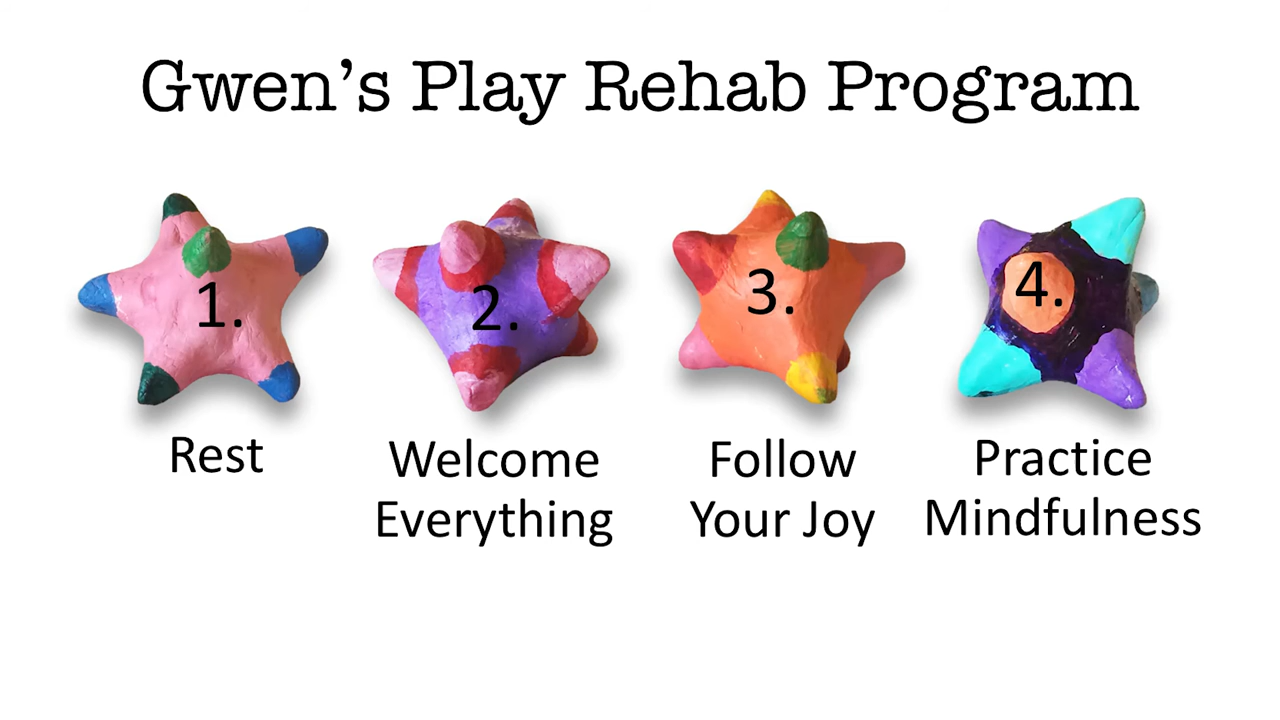 Gwen’s Play Rehab Program
1.
2.
3.
4.
Rest
Welcome
Everything
Follow
Your Joy
Practice
Mindfulness